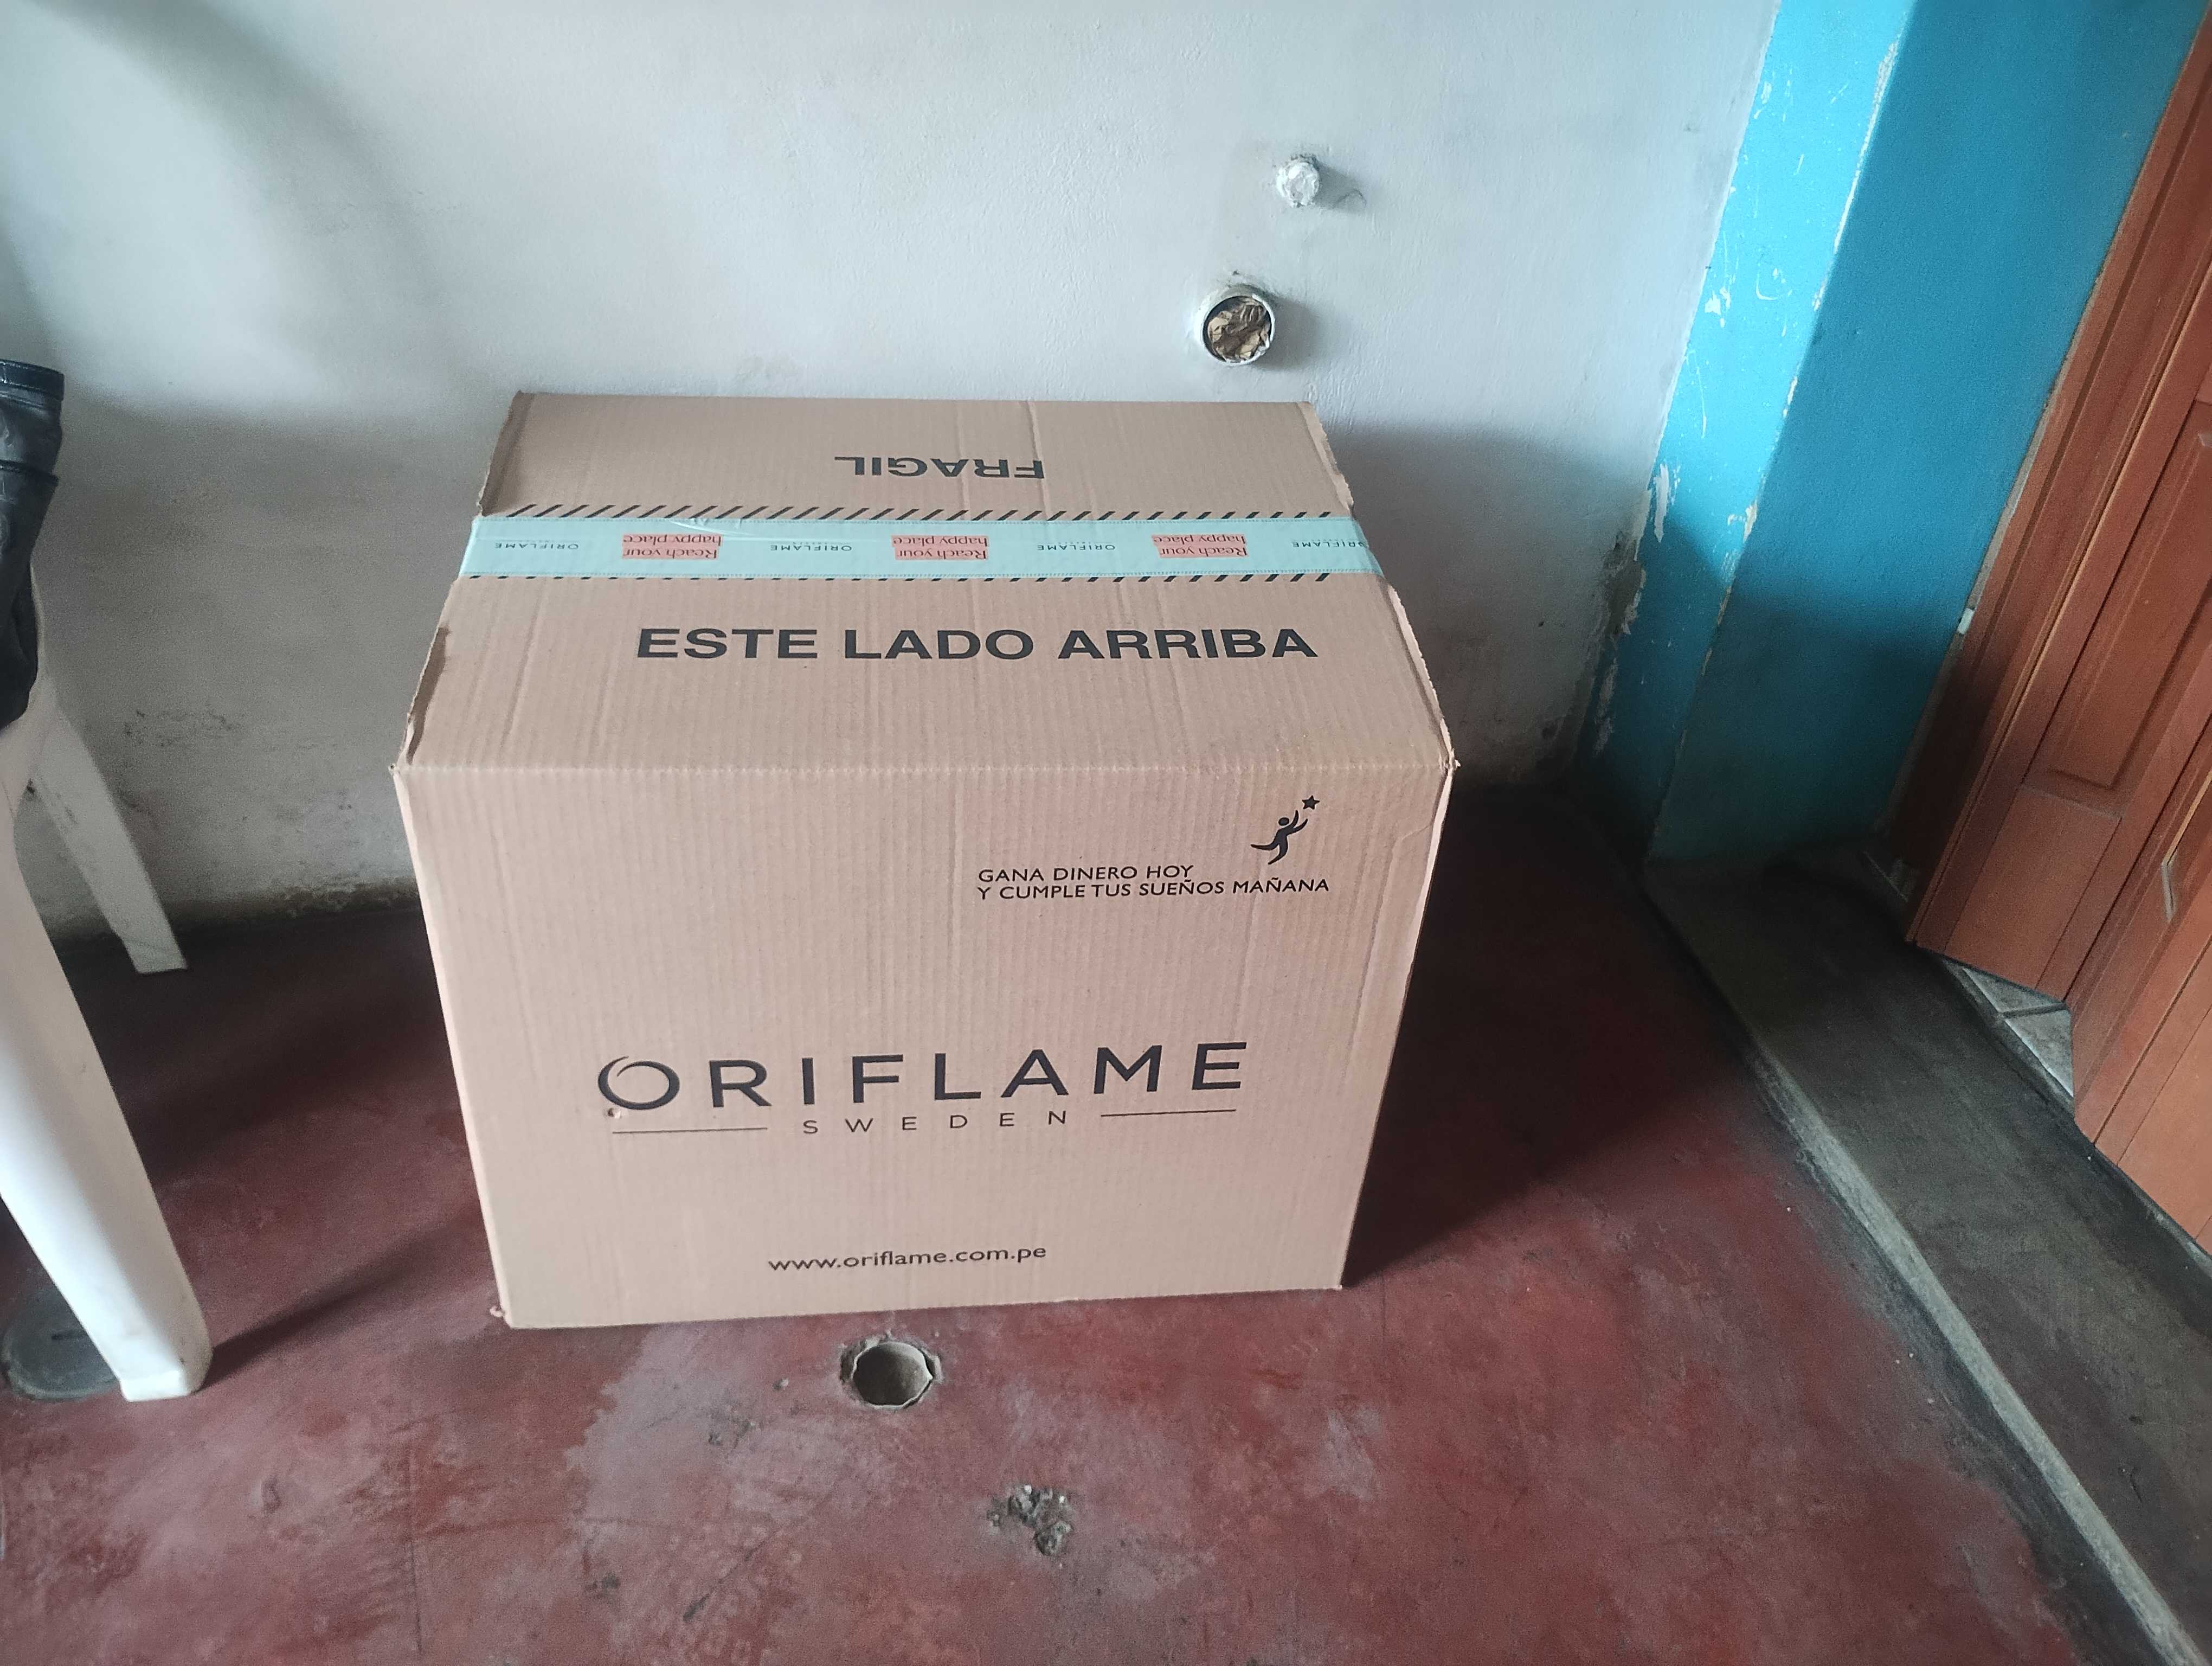 FRAGIL
ORIFLAME Reach your happy place ORIFLAME Reach your happy place ORIFLAME Reach your happy place ORIFLAME ORIFLAME
ESTE LADO ARRIBA
GANA DINERO HOY
Y CUMPLE TUS SUEÑOS MAÑANA
ORIFLAME
SWEDEN
www.oriflame.com.pe